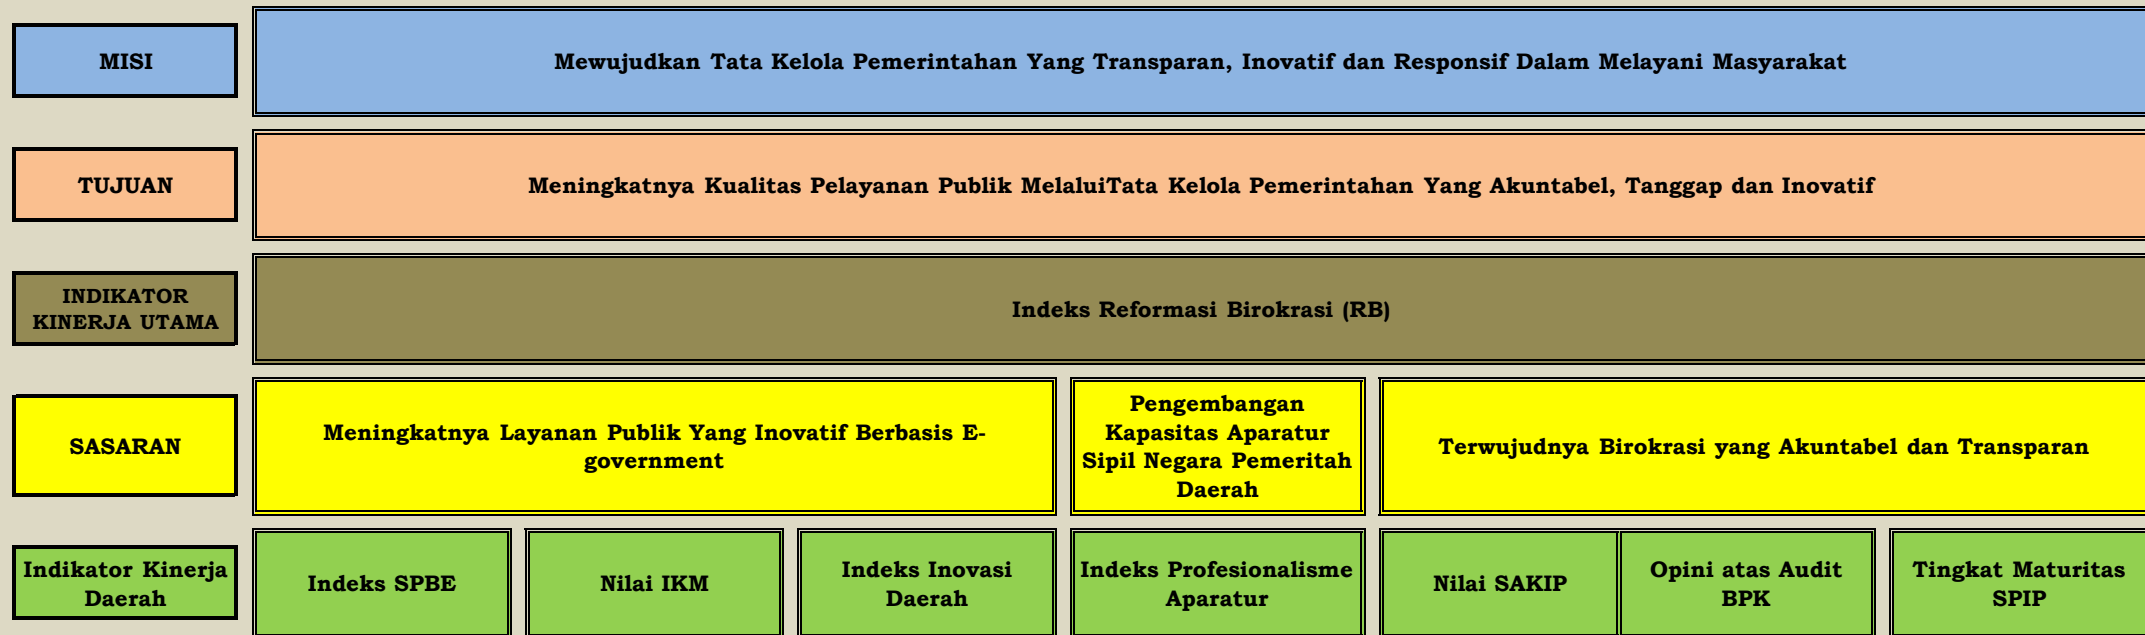 MISI
Mewujudkan Tata Kelola Pemerintahan Yang Transparan, Inovatif dan Responsif Dalam Melayani Masyarakat
TUJUAN
Meningkatnya Kualitas Pelayanan Publik MelaluiTata Kelola Pemerintahan Yang Akuntabel, Tanggap dan Inovatif
INDIKATOR
KINERJA UTAMA
Indeks Reformasi Birokrasi (RB)
SASARAN
Meningkatnya Layanan Publik Yang Inovatif Berbasis E-
government
Pengembangan
Kapasitas Aparatur
Sipil Negara Pemeritah
Daerah
Terwujudnya Birokrasi yang Akuntabel dan Transparan
Indikator Kinerja
Daerah
Indeks SPBE
Nilai IKM
Indeks Inovasi
Daerah
Indeks Profesionalisme
Aparatur
Nilai SAKIP
Opini atas Audit
BPK
Tingkat Maturitas
SPIP